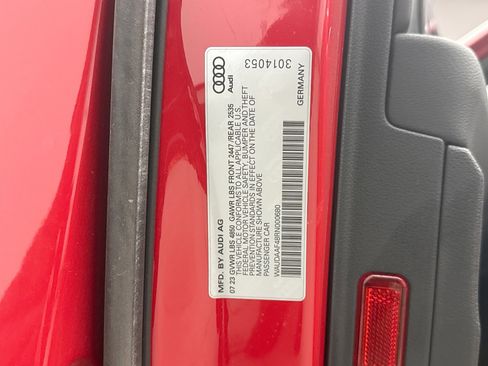 Audi
3014053
GERMANY
MFD. BY AUDI AG
07 23 GVWR LBS 4850 GAWR LBS FRONT 2447 /REAR 2535
THIS VEHICLE CONFORMS TO ALL APPLICABLE U.S.
FEDERAL MOTOR VEHICLE SAFETY, BUMPER AND THEFT
PREVENTION STANDARDS IN EFFECT ON THE DATE OF
MANUFACTURE SHOWN ABOVE
PASSENGER CAR
WAUDAAF48RN000680